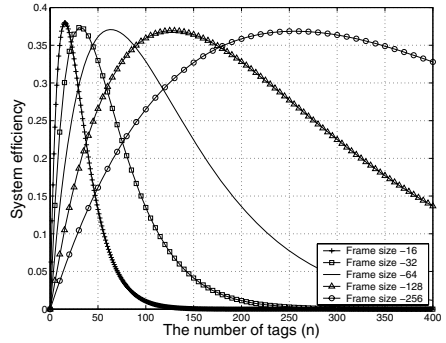 0.4
0.35
0.3
0.25
0.2
0.15
0.1
0.05
0
System efficiency
0 50 100 150 200 250 300 350 400
The number of tags (n)
Frame size -16
Frame size -32
Frame size -64
Frame size -128
Frame size -256